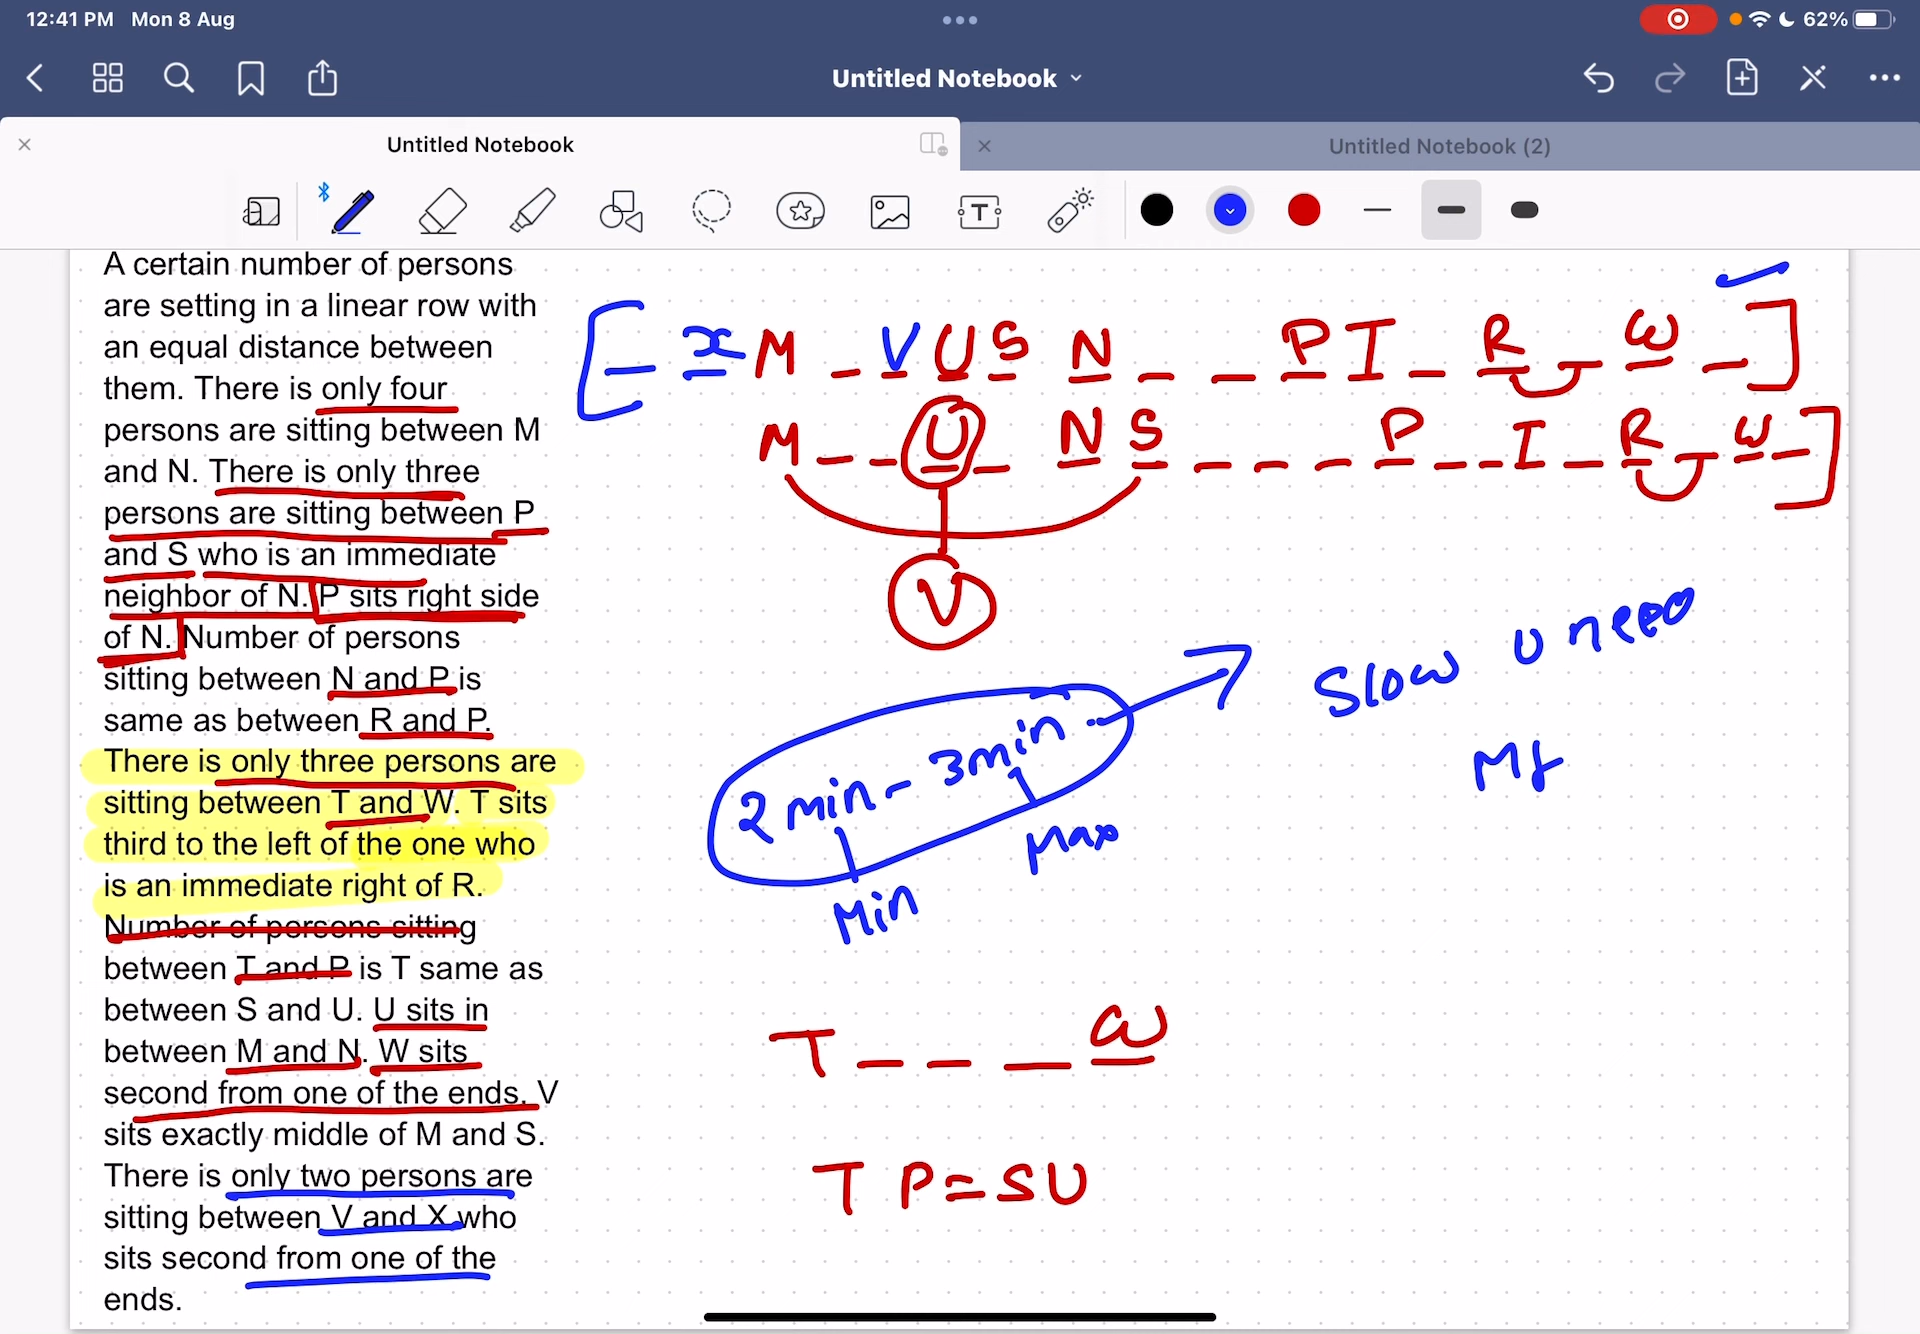 12:41 PM Mon 8 Aug
62%
Untitled Notebook
Untitled Notebook
Untitled Notebook (2)
A certain number of persons
are setting in a linear row with
an equal distance between
them. There is only four
persons are sitting between M
and N. There is only three
persons are sitting between P
and S who is an immediate
neighbor of N. P sits right side
of N. Number of persons
sitting between N and P is
same as between R and P.
There is only three persons are
sitting between T and W. T sits
third to the left of the one who
is an immediate right of R.
Number of persons sitting
between T and P is T same as
between S and U. U sits in
between M and N. W sits
second from one of the ends. V
sits exactly middle of M and S.
There is only two persons are
sitting between V and X who
sits second from one of the
ends.
[ _ x M _ V U S N _ _ P T _ R _ W _ ]
M _ _ U _ N S _ _ _ P _ _ T _ R _ W _ ]
V
2 min - 3 min
Min
Max
Slow U need
T _ _ _ W
T P = S U